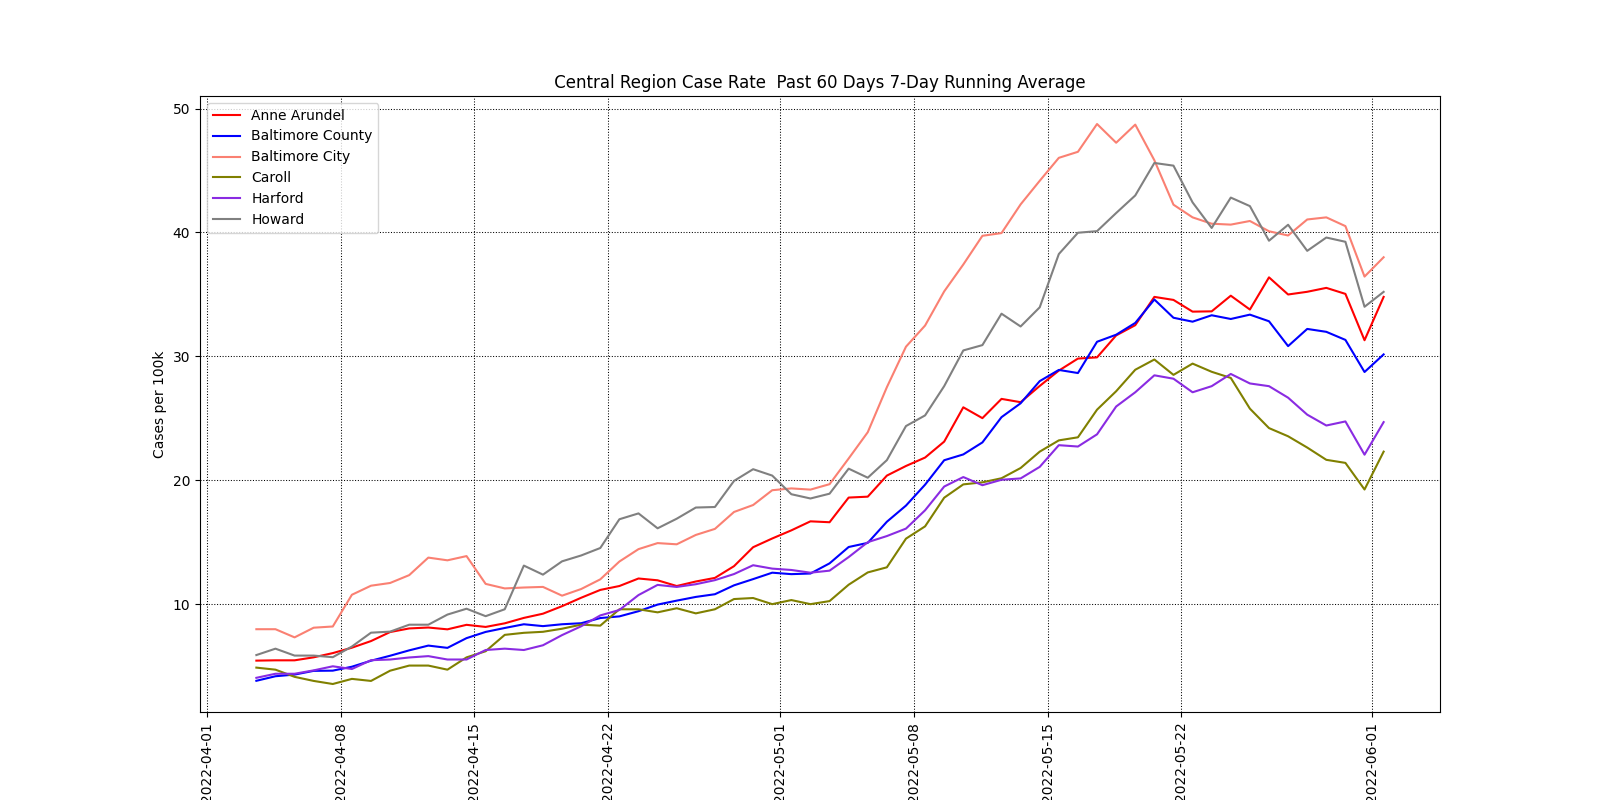 Central Region Case Rate  Past 60 Days 7-Day Running Average
Anne Arundel
Baltimore County
Baltimore City
Caroll
Harford
Howard
Cases per 100k
50
40
30
20
10
2022-04-01
2022-04-08
2022-04-15
2022-04-22
2022-05-01
2022-05-08
2022-05-15
2022-05-22
2022-06-01